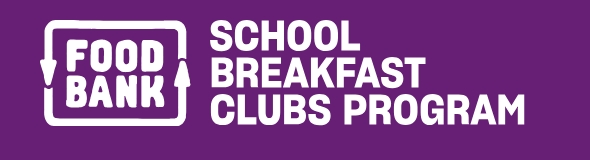 FOOD
BANK
SCHOOL
BREAKFAST
CLUBS PROGRAM